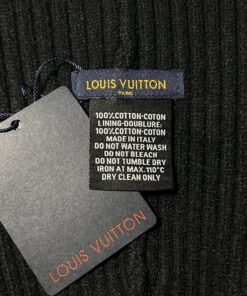 LOUIS VUITTON
PARIS
100%COTTON-COTON
LINING-DOUBLURE:
100%COTTON-COTON
MADE IN ITALY
DO NOT WATER WASH
DO NOT BLEACH
DO NOT TUMBLE DRY
IRON AT MAX.110°C
DRY CLEAN ONLY
LOUIS VUITTON